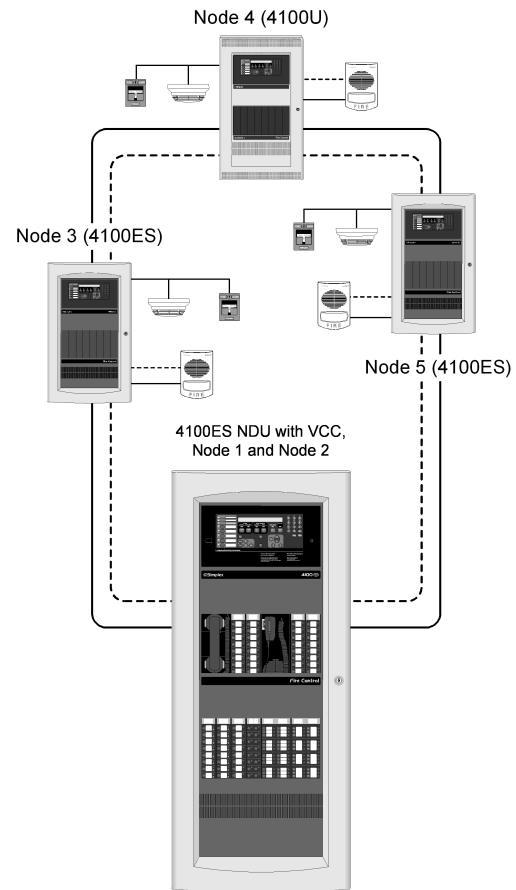 Node 4 (4100U)
FIRE
Node 3 (4100ES)
FIRE
FIRE
Node 5 (4100ES)
4100ES NDU with VCC,
Node 1 and Node 2
Simplex
4100
Fire Control